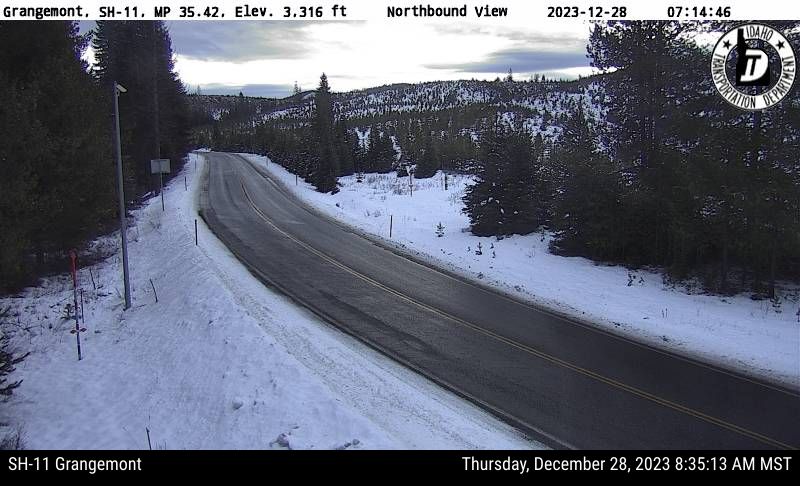 Grangemont, SH-11, MP 35.42, Elev. 3,316 ft Northbound View 2023-12-28 07:14:46
IDAHO
TRANSPORTATION DEPARTMENT
SH-11 Grangemont Thursday, December 28, 2023 8:35:13 AM MST